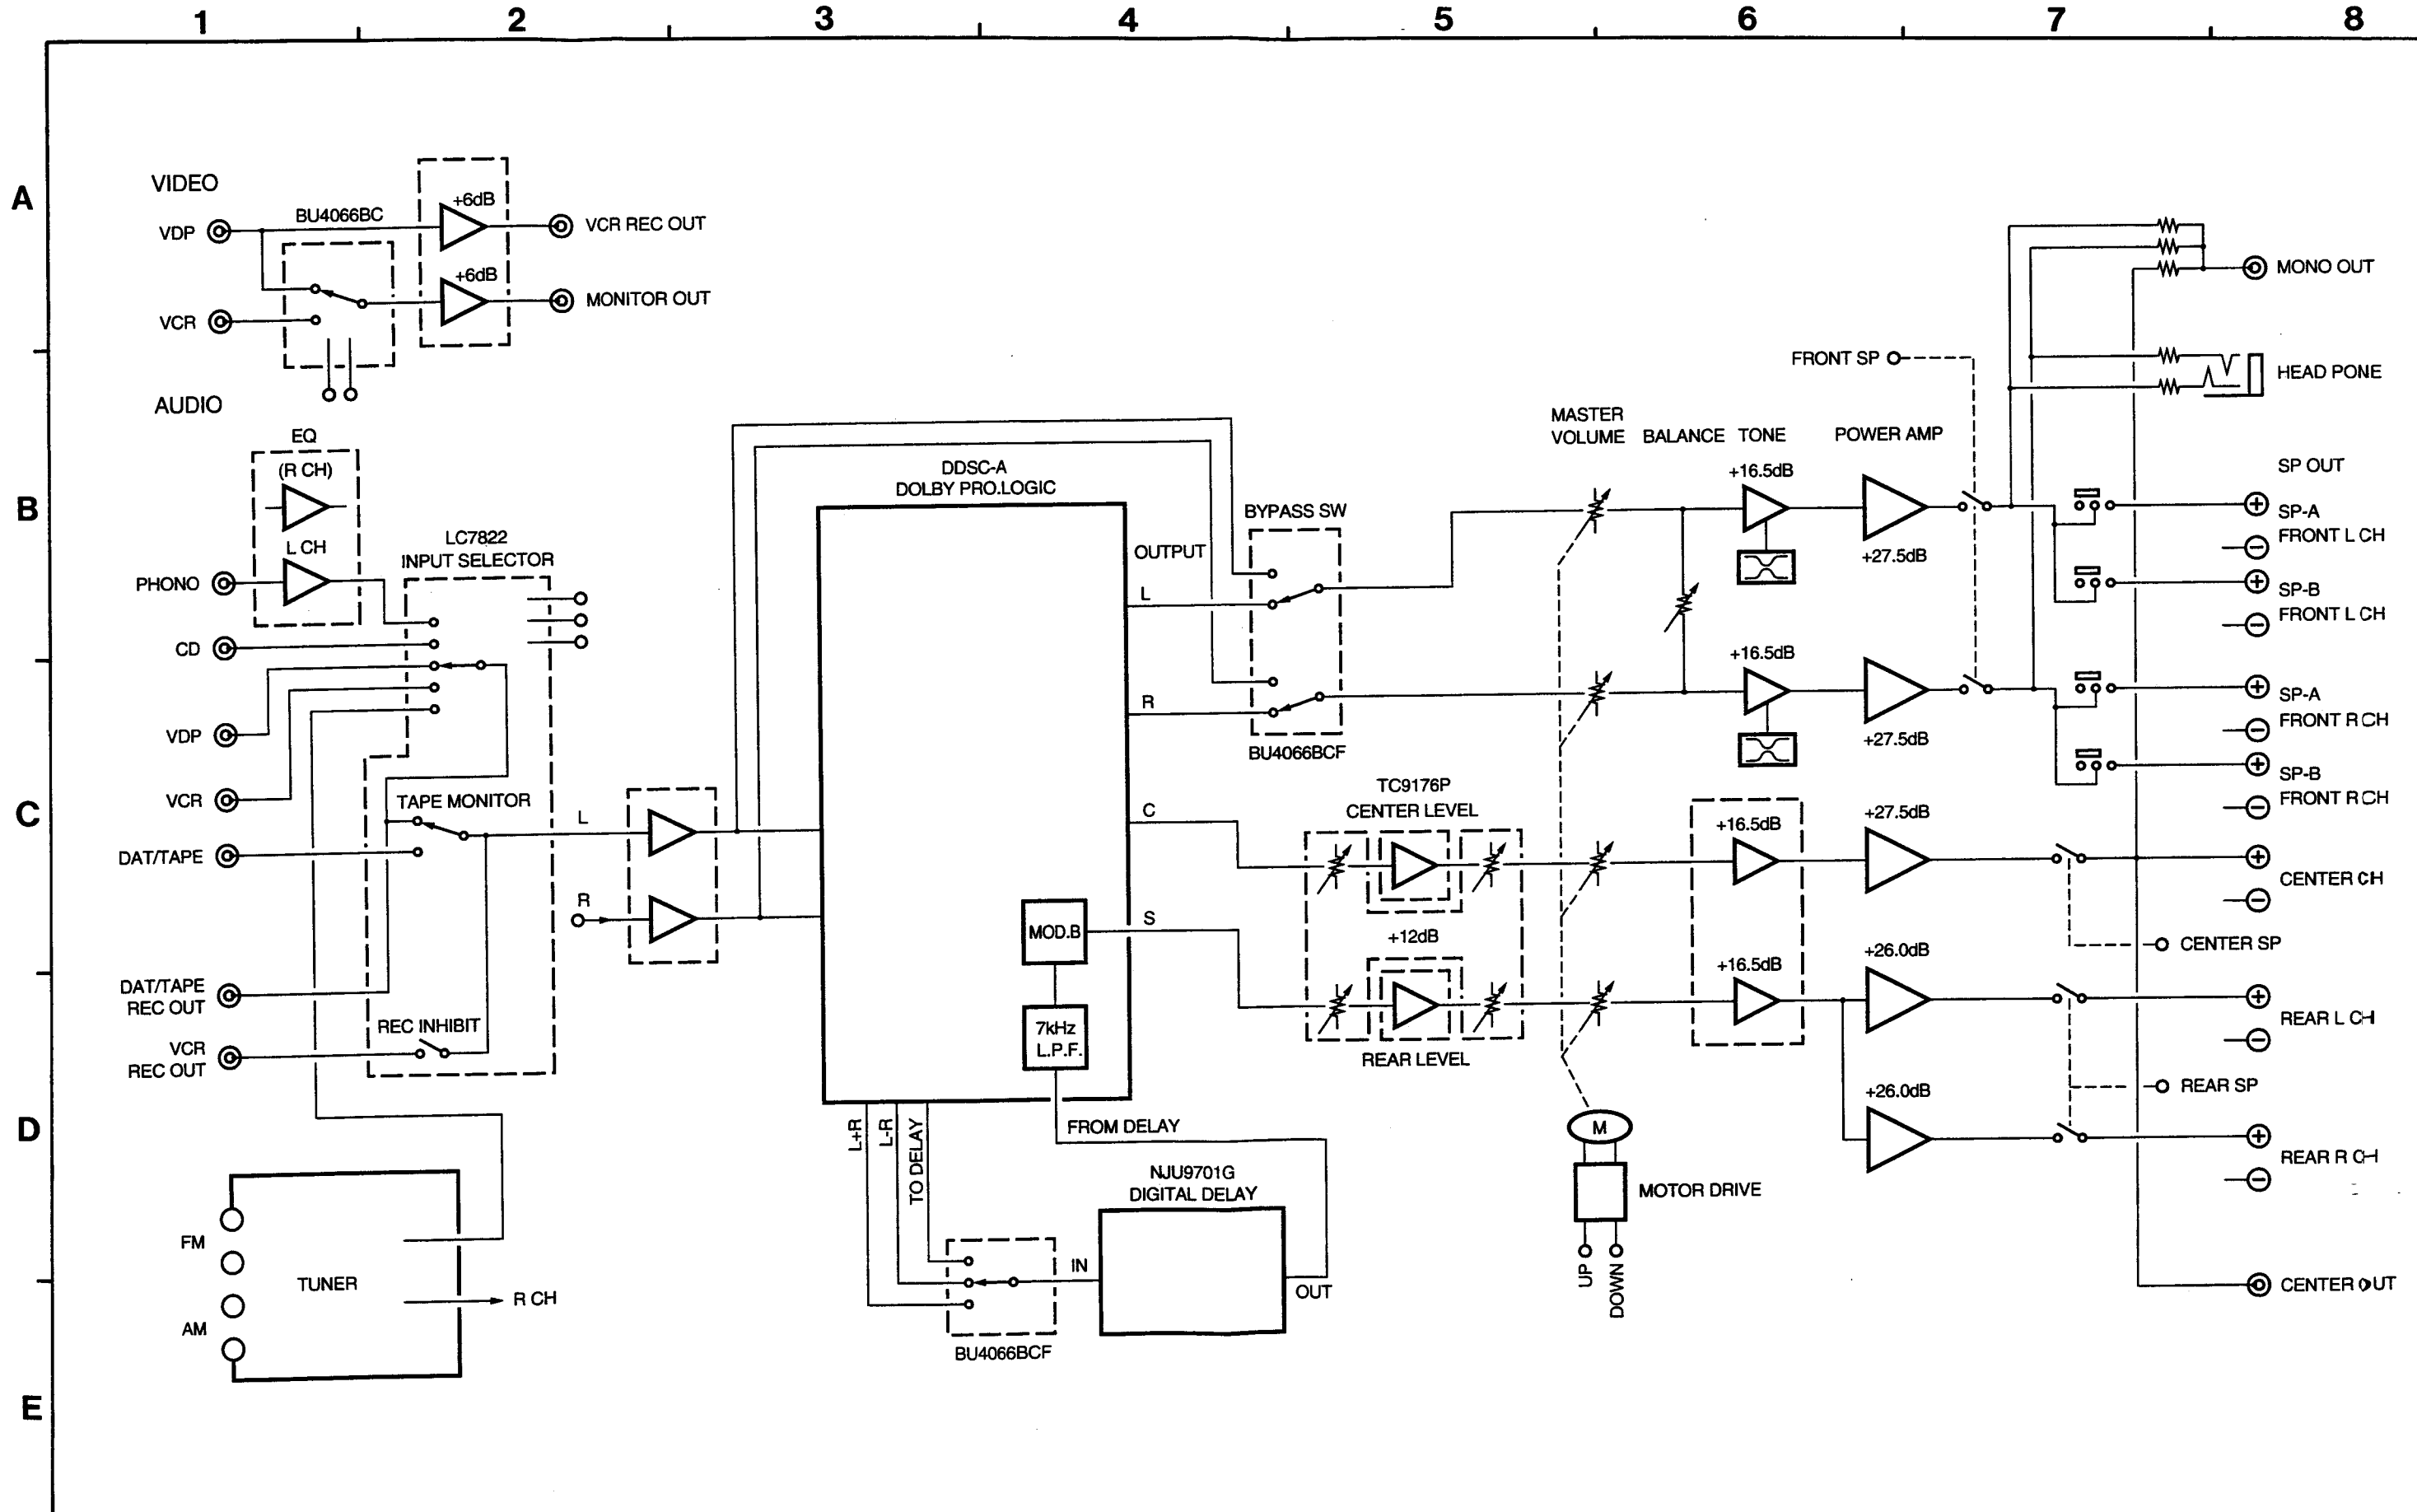 1 2 3 4 5 6 7 8
A
B
C
D
E
VIDEO
VDP
BU4066BC
+6dB
VCR REC OUT
+6dB
MONITOR OUT
VCR
AUDIO
EQ
(R CH)
L CH
PHONO
LC7822
INPUT SELECTOR
CD
VDP
VCR
TAPE MONITOR
DAT/TAPE
DAT/TAPE
REC OUT
REC INHIBIT
VCR
REC OUT
L
R
FM
TUNER
AM
R CH
DDSC-A
DOLBY PRO.LOGIC
MOD.B
7kHz
L.P.F.
L+R
L-R
TO DELAY
FROM DELAY
NJU9701G
DIGITAL DELAY
IN
OUT
BU4066BCF
OUTPUT
L
R
C
S
BYPASS SW
BU4066BCF
TC9176P
CENTER LEVEL
+12dB
REAR LEVEL
MASTER
VOLUME
BALANCE
TONE
POWER AMP
+16.5dB
+27.5dB
+16.5dB
+27.5dB
+16.5dB
+27.5dB
+16.5dB
+26.0dB
+26.0dB
M
MOTOR DRIVE
UP
DOWN
FRONT SP
MONO OUT
HEAD PONE
SP OUT
SP-A
FRONT L CH
SP-B
FRONT L CH
SP-A
FRONT R CH
SP-B
FRONT R CH
CENTER CH
CENTER SP
REAR L CH
REAR SP
REAR R CH
CENTER OUT